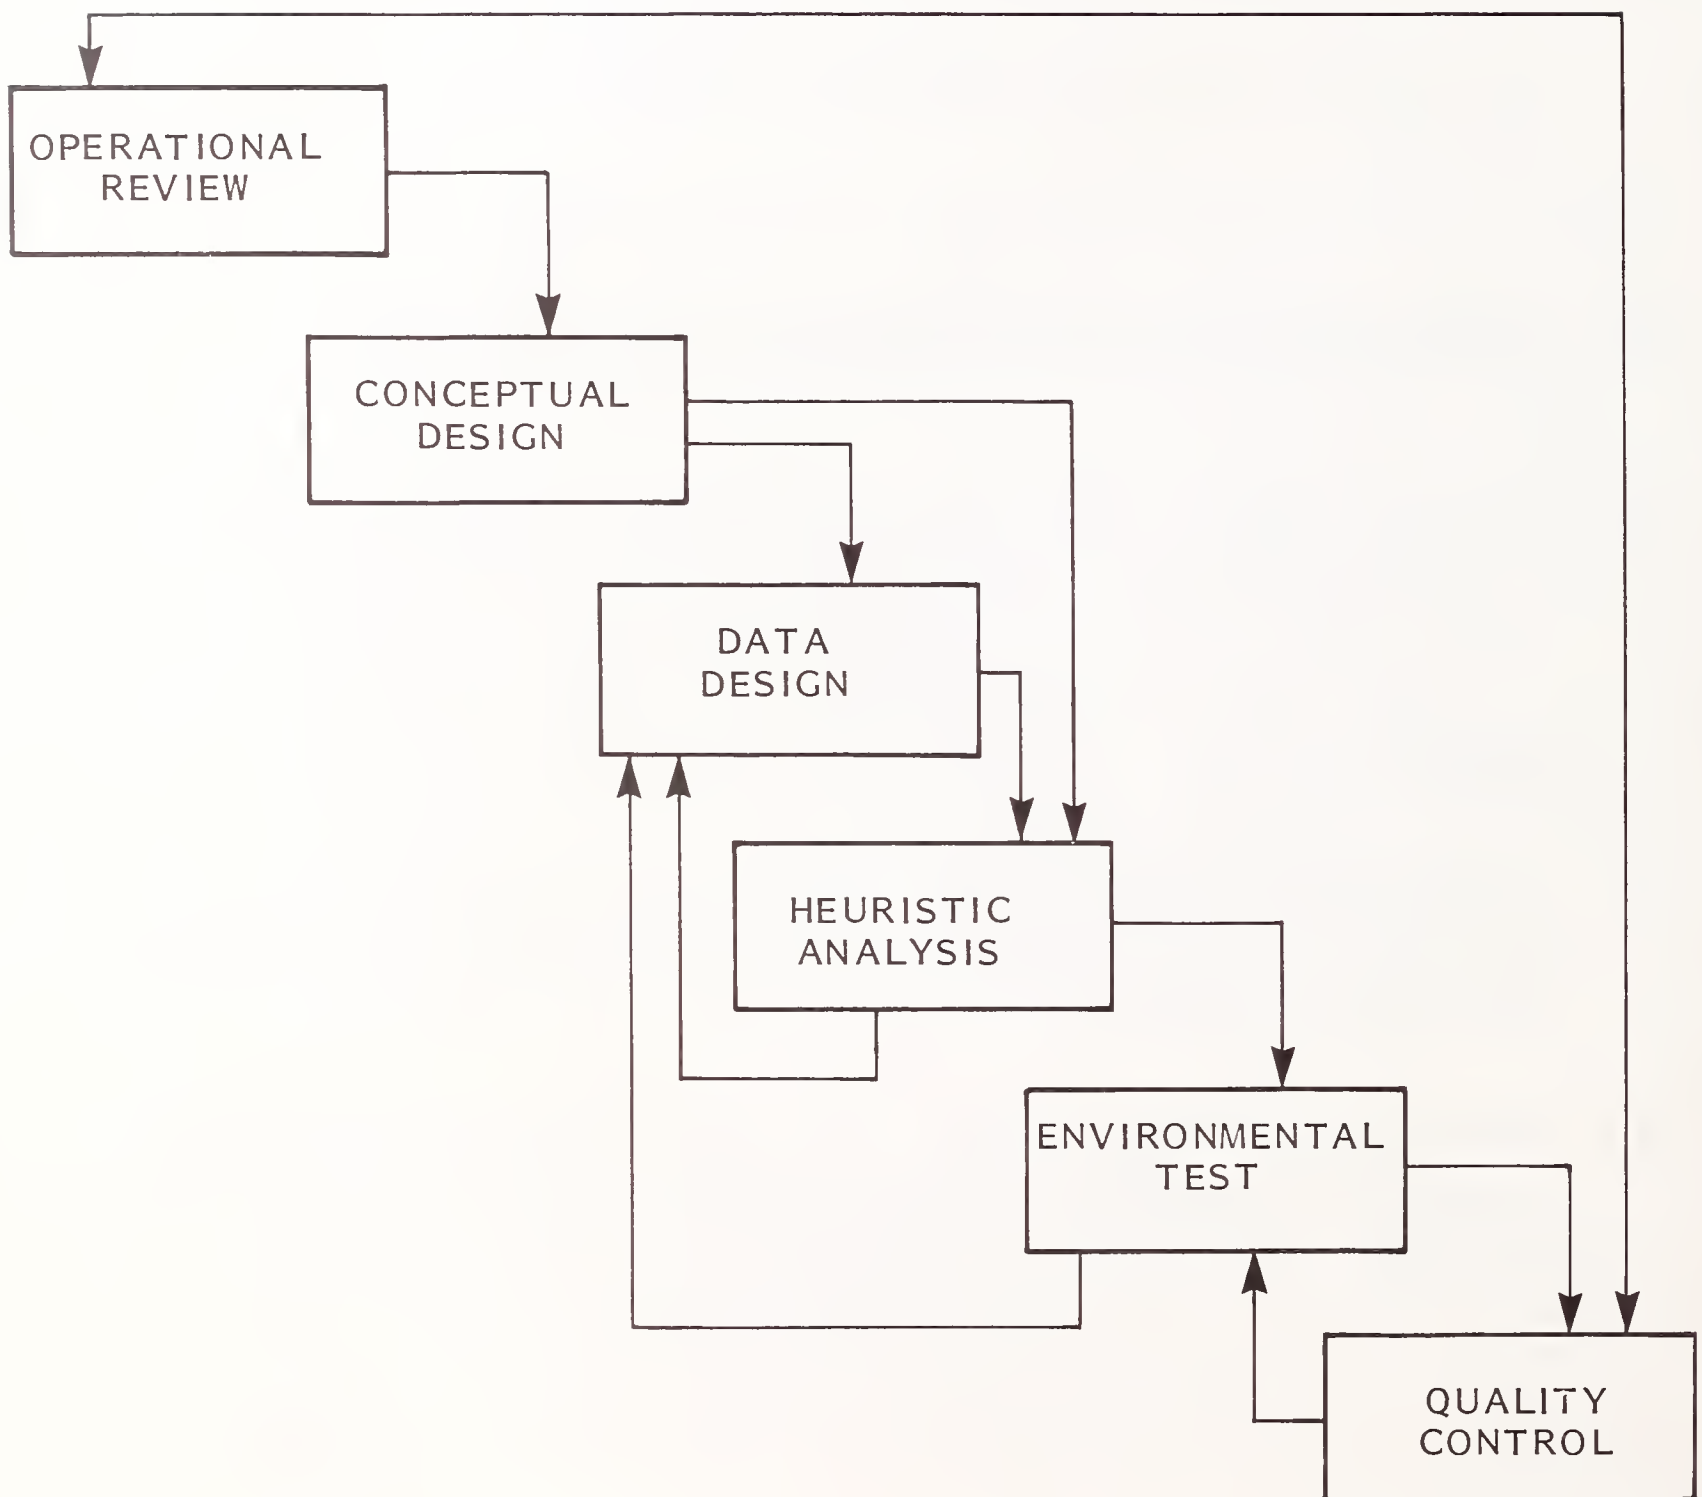 OPERATIONAL
REVIEW
CONCEPTUAL
DESIGN
DATA
DESIGN
HEURISTIC
ANALYSIS
ENVIRONMENTAL
TEST
QUALITY
CONTROL